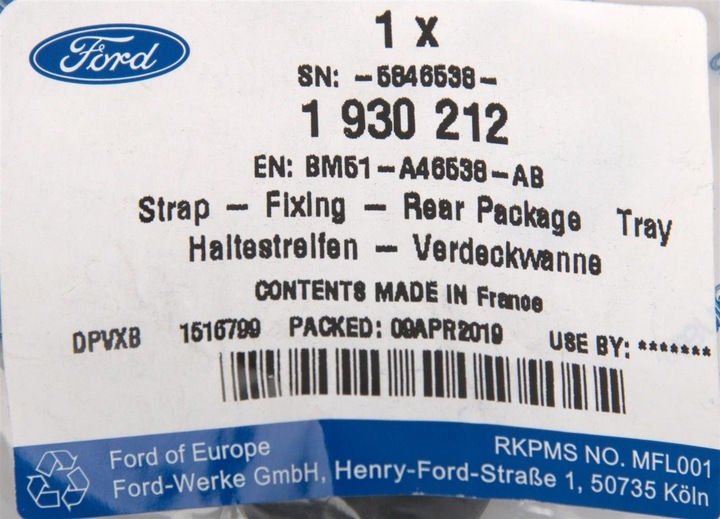 Ford
1 x
SN: -5846538-
1 930 212
EN: BM51-A46538-AB
Strap - Fixing - Rear Package Tray
Haltestreifen - Verdeckwanne
CONTENTS MADE IN France
DPVXB 1516799 PACKED: 09APR2019 USE BY: *******
Ford of Europe RKPMS NO. MFL001
Ford-Werke GmbH, Henry-Ford-Straße 1, 50735 Köln